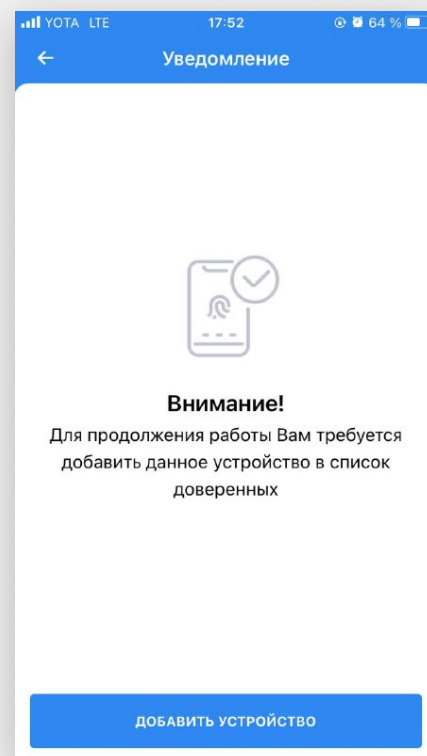 YOTA LTE 17:52 64 %
Уведомление
Внимание!
Для продолжения работы Вам требуется
добавить данное устройство в список
доверенных
ДОБАВИТЬ УСТРОЙСТВО